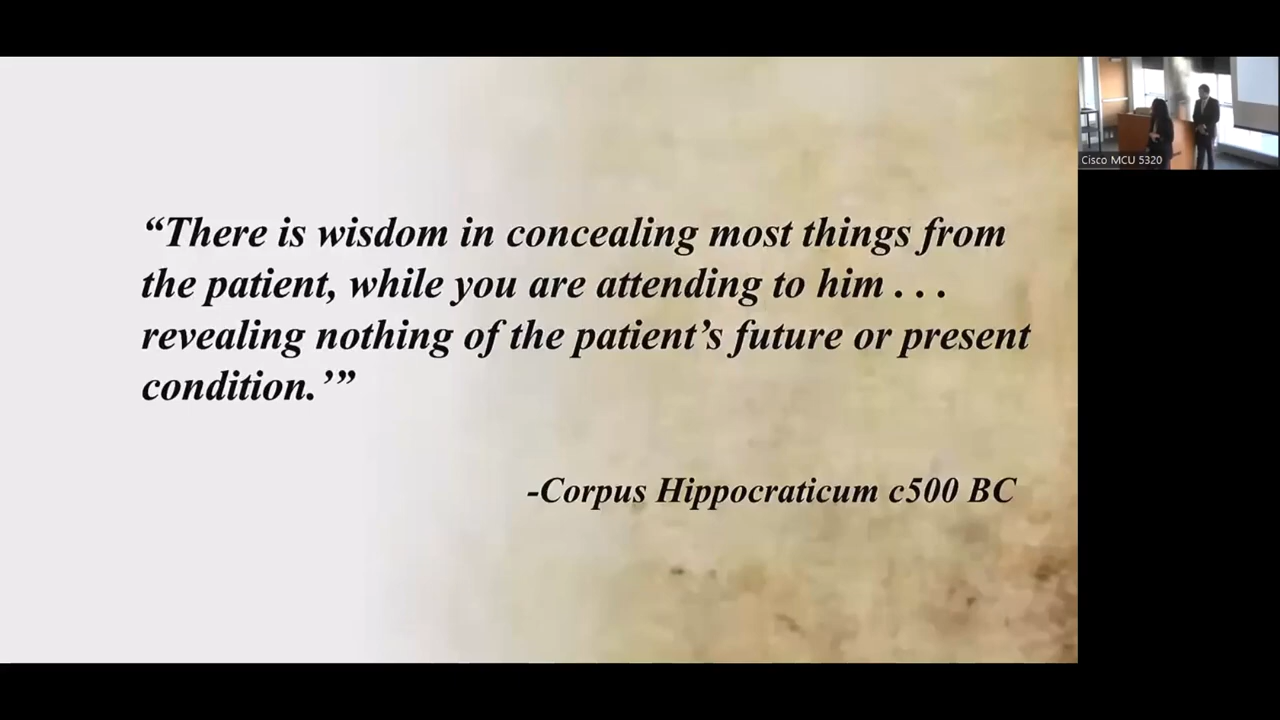 “There is wisdom in concealing most things from
the patient, while you are attending to him . . .
revealing nothing of the patient’s future or present
condition.’”
-Corpus Hippocraticum c500 BC
Cisco MCU 5320